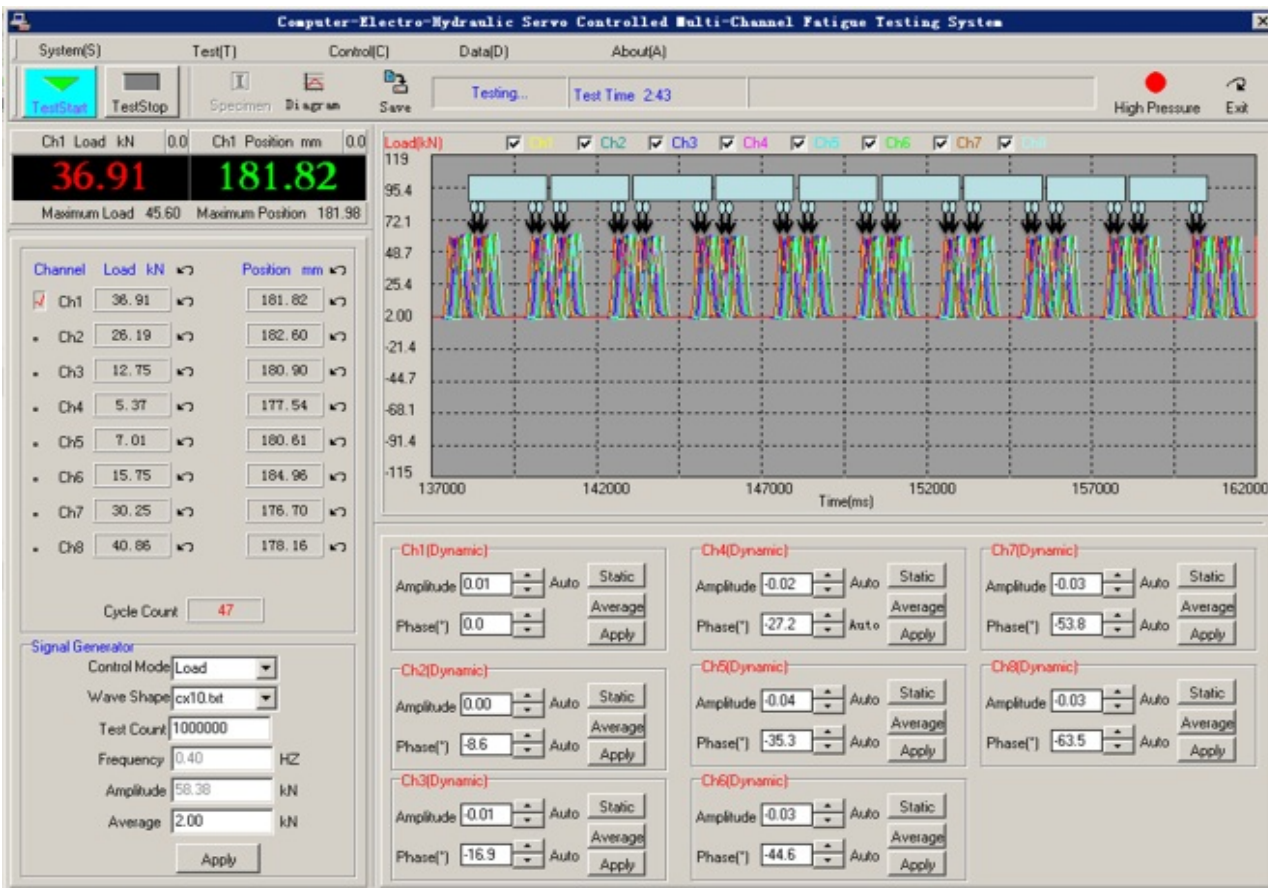 Computer-Electro-Hydraulic Servo Controlled Multi-Channel Fatigue Testing System
System(S) Test(T) Control(C) Data(D) About(A)
TestStart TestStop Specimen Diagram Save Testing... Test Time 2:43 High Pressure Exit
Ch1 Load kN 0.0 Ch1 Position mm 0.0
36.91 181.82
Maximum Load 45.60 Maximum Position 181.98
Channel Load kN Position mm
Ch1 36.91 181.82
Ch2 26.19 182.60
Ch3 12.75 180.90
Ch4 5.37 177.54
Ch5 7.01 180.61
Ch6 15.75 184.96
Ch7 30.25 176.70
Ch8 40.86 178.16
Cycle Count 47
Signal Generator
Control Mode Load
Wave Shape cx10.txt
Test Count 1000000
Frequency 0.40 HZ
Amplitude 58.38 kN
Average 2.00 kN
Apply
Load(kN) Ch1 Ch2 Ch3 Ch4 Ch5 Ch6 Ch7 Ch8
119
95.4
72.1
48.7
25.4
2.00
-21.4
-44.7
-68.1
-91.4
-115
137000 142000 147000 152000 157000 162000
Time(ms)
Ch1(Dynamic)
Amplitude 0.01 Auto Static
Average
Phase(°) 0.0 Apply
Ch2(Dynamic)
Amplitude 0.00 Auto Static
Average
Phase(°) -8.6 Auto Apply
Ch3(Dynamic)
Amplitude -0.01 Auto Static
Average
Phase(°) -16.9 Auto Apply
Ch4(Dynamic)
Amplitude -0.02 Auto Static
Average
Phase(°) -27.2 Auto Apply
Ch5(Dynamic)
Amplitude -0.04 Auto Static
Average
Phase(°) -35.3 Auto Apply
Ch6(Dynamic)
Amplitude -0.03 Auto Static
Average
Phase(°) -44.6 Auto Apply
Ch7(Dynamic)
Amplitude -0.03 Auto Static
Average
Phase(°) -53.8 Auto Apply
Ch8(Dynamic)
Amplitude -0.03 Auto Static
Average
Phase(°) -63.5 Auto Apply